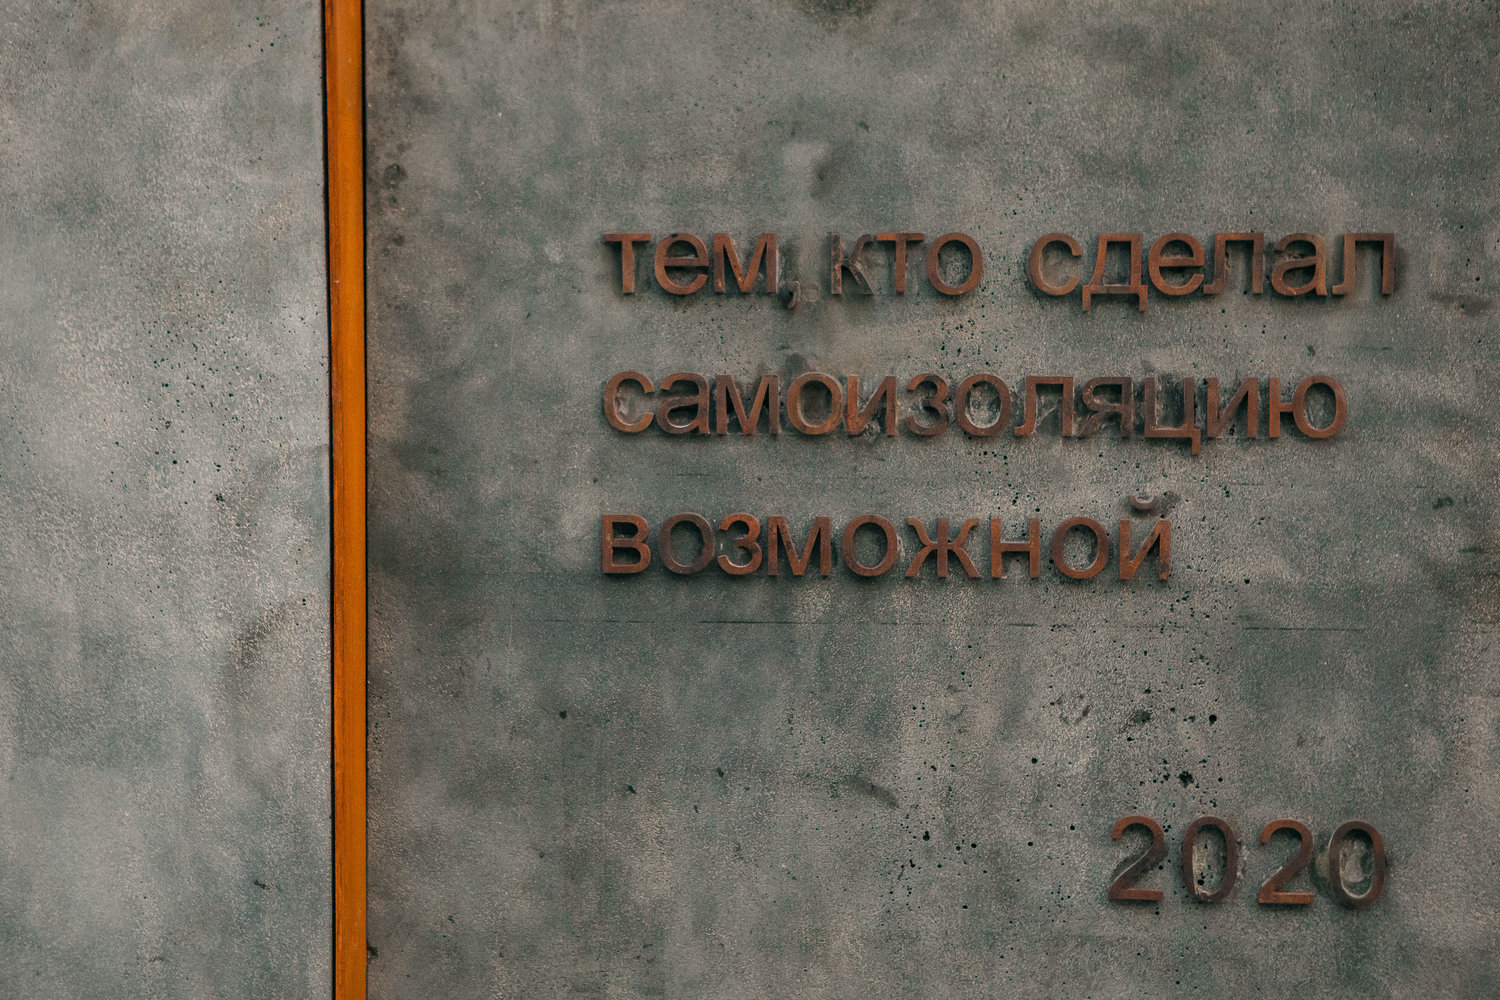 тем, кто сделал
самоизоляцию
возможной
2020